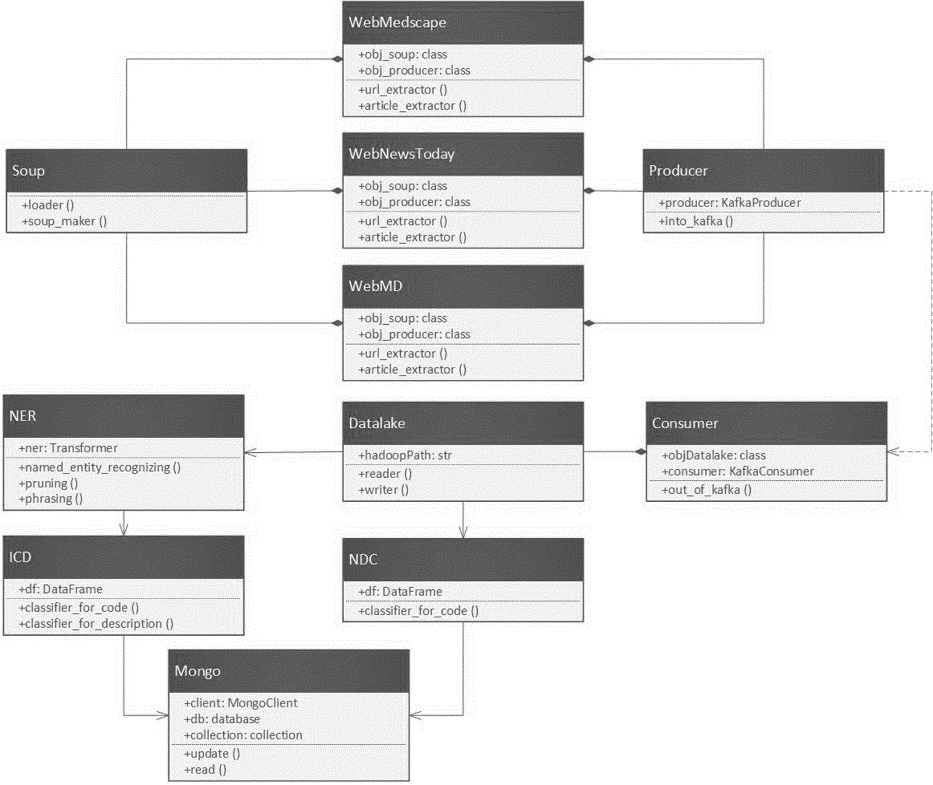 WebMedscape
+obj_soup: class
+obj_producer: class
+url_extractor ()
+article_extractor ()
Soup
+loader ()
+soup_maker ()
WebNewsToday
+obj_soup: class
+obj_producer: class
+url_extractor ()
+article_extractor ()
Producer
+producer: KafkaProducer
+into_kafka ()
WebMD
+obj_soup: class
+obj_producer: class
+url_extractor ()
+article_extractor ()
NER
+ner: Transformer
+named_entity_recognizing ()
+pruning ()
+phrasing ()
Datalake
+hadoopPath: str
+reader ()
+writer ()
Consumer
+objDatalake: class
+consumer: KafkaConsumer
+out_of_kafka ()
ICD
+df: DataFrame
+classifier_for_code ()
+classifier_for_description ()
NDC
+df: DataFrame
+classifier_for_code ()
Mongo
+client: MongoClient
+db: database
+collection: collection
+update ()
+read ()